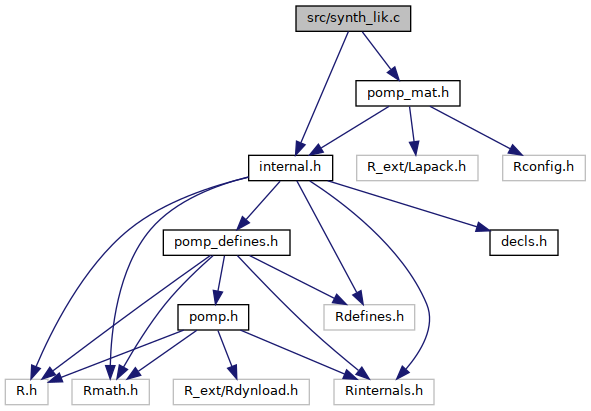 src/synth_lik.c
pomp_mat.h
internal.h
R_ext/Lapack.h
Rconfig.h
pomp_defines.h
decls.h
pomp.h
Rdefines.h
R.h
Rmath.h
R_ext/Rdynload.h
Rinternals.h